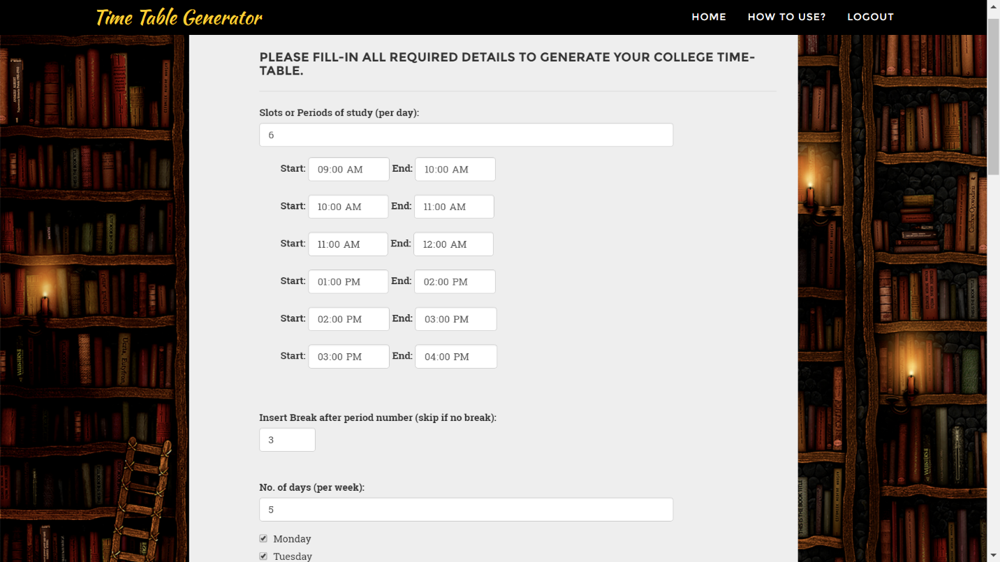 Time Table Generator
HOME HOW TO USE? LOGOUT
PLEASE FILL-IN ALL REQUIRED DETAILS TO GENERATE YOUR COLLEGE TIME-
TABLE.
Slots or Periods of study (per day):
6
Start: 09:00 AM End: 10:00 AM
Start: 10:00 AM End: 11:00 AM
Start: 11:00 AM End: 12:00 AM
Start: 01:00 PM End: 02:00 PM
Start: 02:00 PM End: 03:00 PM
Start: 03:00 PM End: 04:00 PM
Insert Break after period number (skip if no break):
3
No. of days (per week):
5
Monday
Tuesday